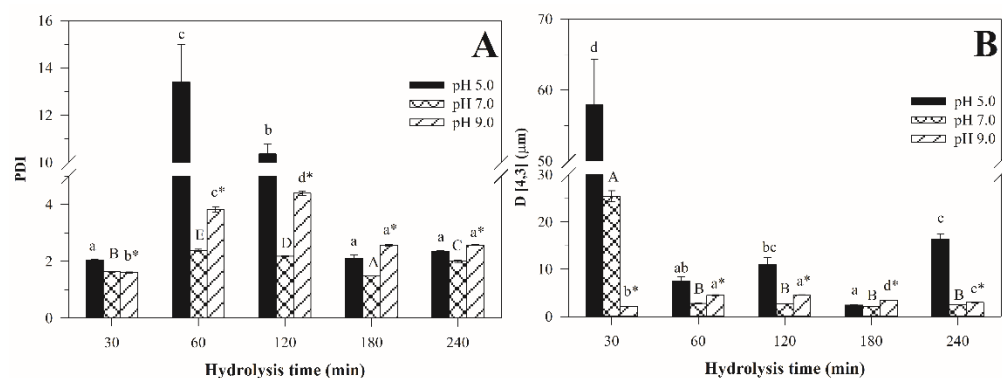 A
PDI
16
14
12
10
4
2
0
pH 5.0
pH 7.0
pH 9.0
a B b*
c E c*
b D d*
a A a*
a C a*
30 60 120 180 240
Hydrolysis time (min)
B
D [4,3] (μm)
70
60
50
30
20
10
0
pH 5.0
pH 7.0
pH 9.0
d A b*
ab B a*
bc B a*
a B d*
c B c*
30 60 120 180 240
Hydrolysis time (min)